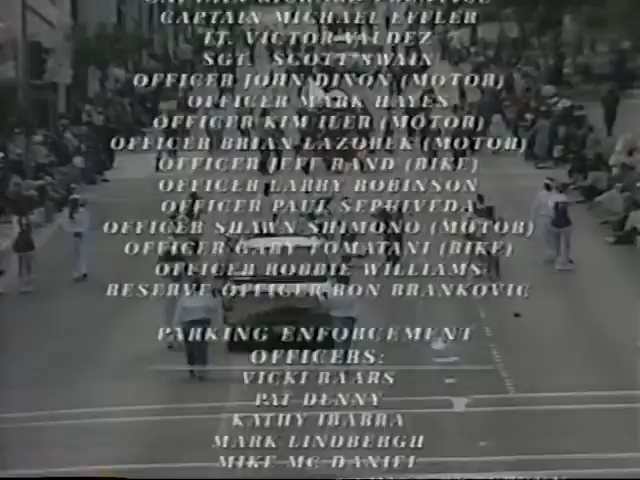 CAPTAIN MICHAEL EFFLER
LT. VICTOR VALDEZ
SGT. SCOTT SWAIN
OFFICER JOHN DIXON (MOTOR)
OFFICER MARK HAYES
OFFICER KIM ILER (MOTOR)
OFFICER BRIAN LAZOREK (MOTOR)
OFFICER JEFF RAND (BIKE)
OFFICER LARRY ROBINSON
OFFICER PAUL SEPULVEDA
OFFICER SHAWN SHIMONO (MOTOR)
OFFICER GARY TOMATANI (BIKE)
OFFICER ROBBIE WILLIAMS
RESERVE OFFICER RON BRANKOVIC
PARKING ENFORCEMENT
OFFICERS:
VICKI BAARS
PAT DENNY
KATHY IBARRA
MARK LINDBERGH
MIKE MC DANIEL